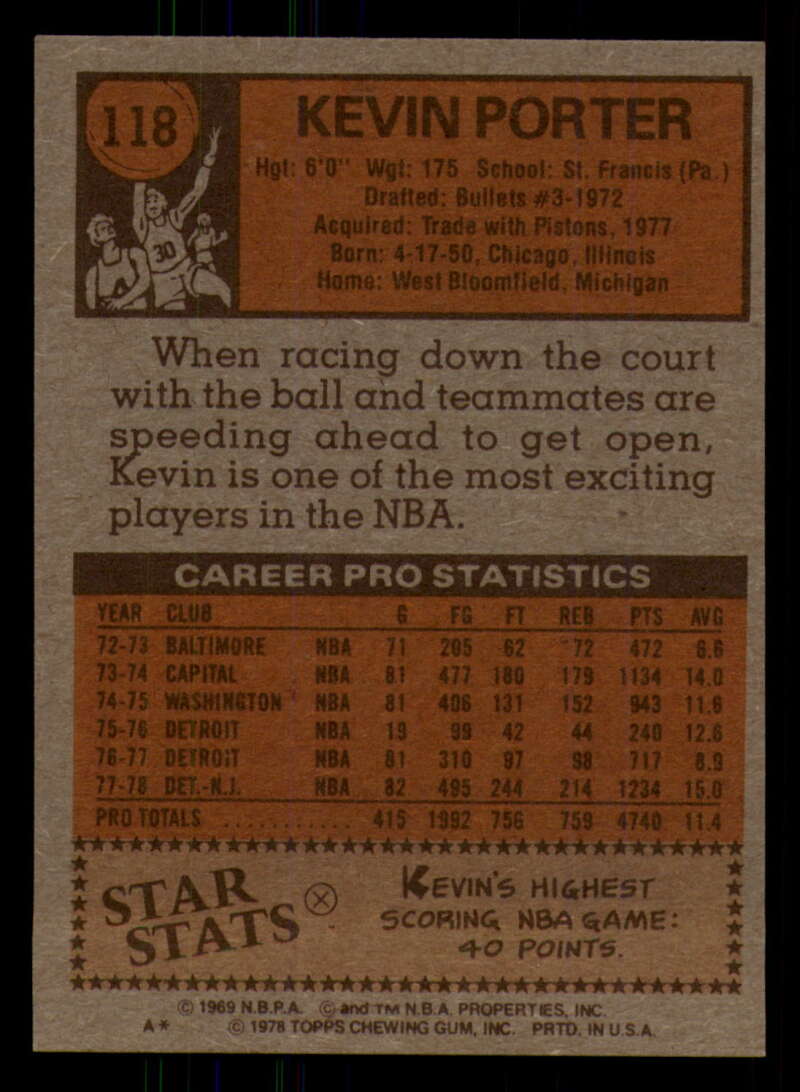 118
KEVIN PORTER
Hgt: 6'0" Wgt: 175 School: St. Francis (Pa.)
Drafted: Bullets #3-1972
Acquired: Trade with Pistons, 1977
Born: 4-17-50, Chicago, Illinois
Home: West Bloomfield, Michigan
30
When racing down the court
with the ball and teammates are
speeding ahead to get open,
Kevin is one of the most exciting
players in the NBA.
CAREER PRO STATISTICS
YEAR CLUB G FG FT REB PTS AVG
72-73 BALTIMORE NBA 71 205 62 72 472 6.6
73-74 CAPITAL NBA 81 477 180 179 1134 14.0
74-75 WASHINGTON NBA 81 406 131 152 943 11.6
75-76 DETROIT NBA 19 99 42 44 240 12.6
76-77 DETROIT NBA 81 310 97 98 717 8.9
77-78 DET.-N.J. NBA 82 495 244 214 1234 15.0
PRO TOTALS ........... 415 1992 756 759 4740 11.4
STAR
STATS
KEVIN'S HIGHEST
SCORING NBA GAME:
40 POINTS.
© 1969 N.B.P.A. © and TM N.B.A. PROPERTIES, INC.
A* © 1978 TOPPS CHEWING GUM, INC. PRTD. IN U.S.A.